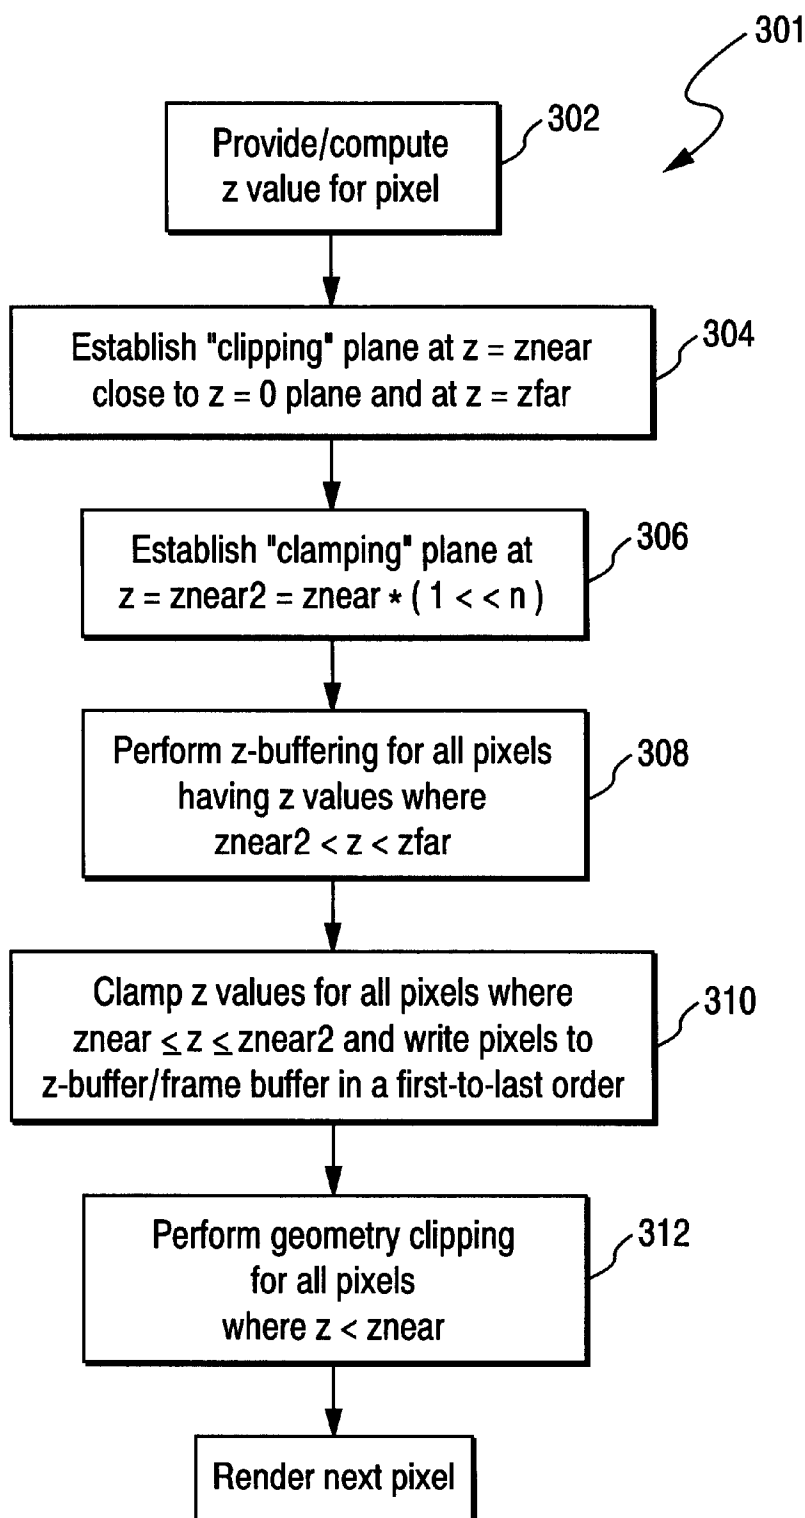 301
302
Provide/compute
z value for pixel
304
Establish "clipping" plane at z = znear
close to z = 0 plane and at z = zfar
306
Establish "clamping" plane at
z = znear2 = znear * ( 1 < < n )
308
Perform z-buffering for all pixels
having z values where
znear2 < z < zfar
310
Clamp z values for all pixels where
znear ≤ z ≤ znear2 and write pixels to
z-buffer/frame buffer in a first-to-last order
312
Perform geometry clipping
for all pixels
where z < znear
Render next pixel